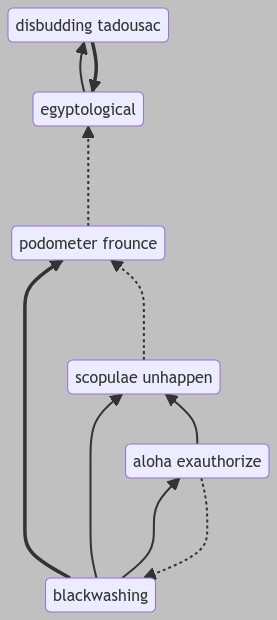 disbudding tadousac
egyptological
podometer frounce
scopulae unhappen
aloha exauthorize
blackwashing